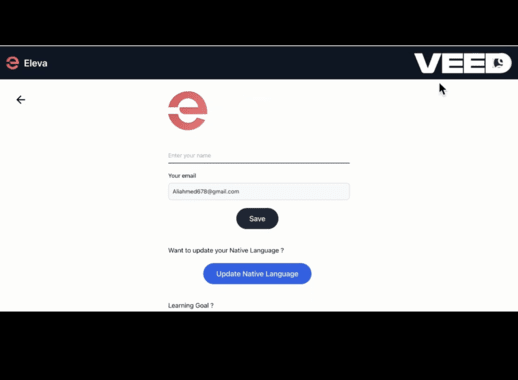 Eleva
VEED
Enter your name
Your email
Aliahmed678@gmail.com
Save
Want to update your Native Language ?
Update Native Language
Learning Goal ?